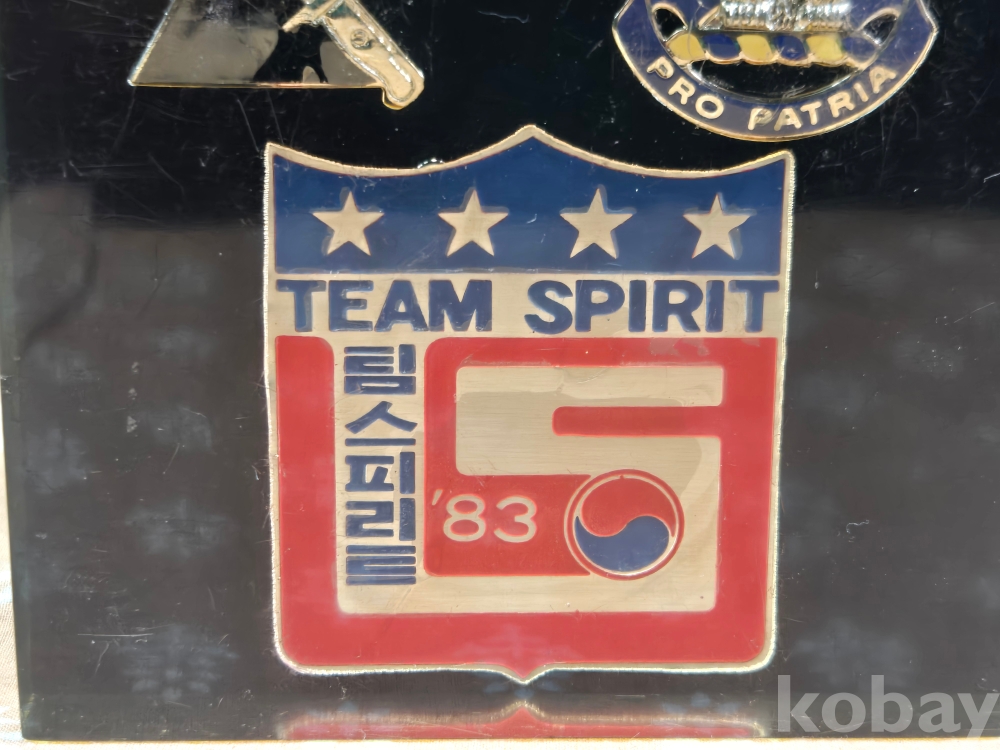 PRO PATRIA
TEAM SPIRIT
팀스피리트
'83
kobay